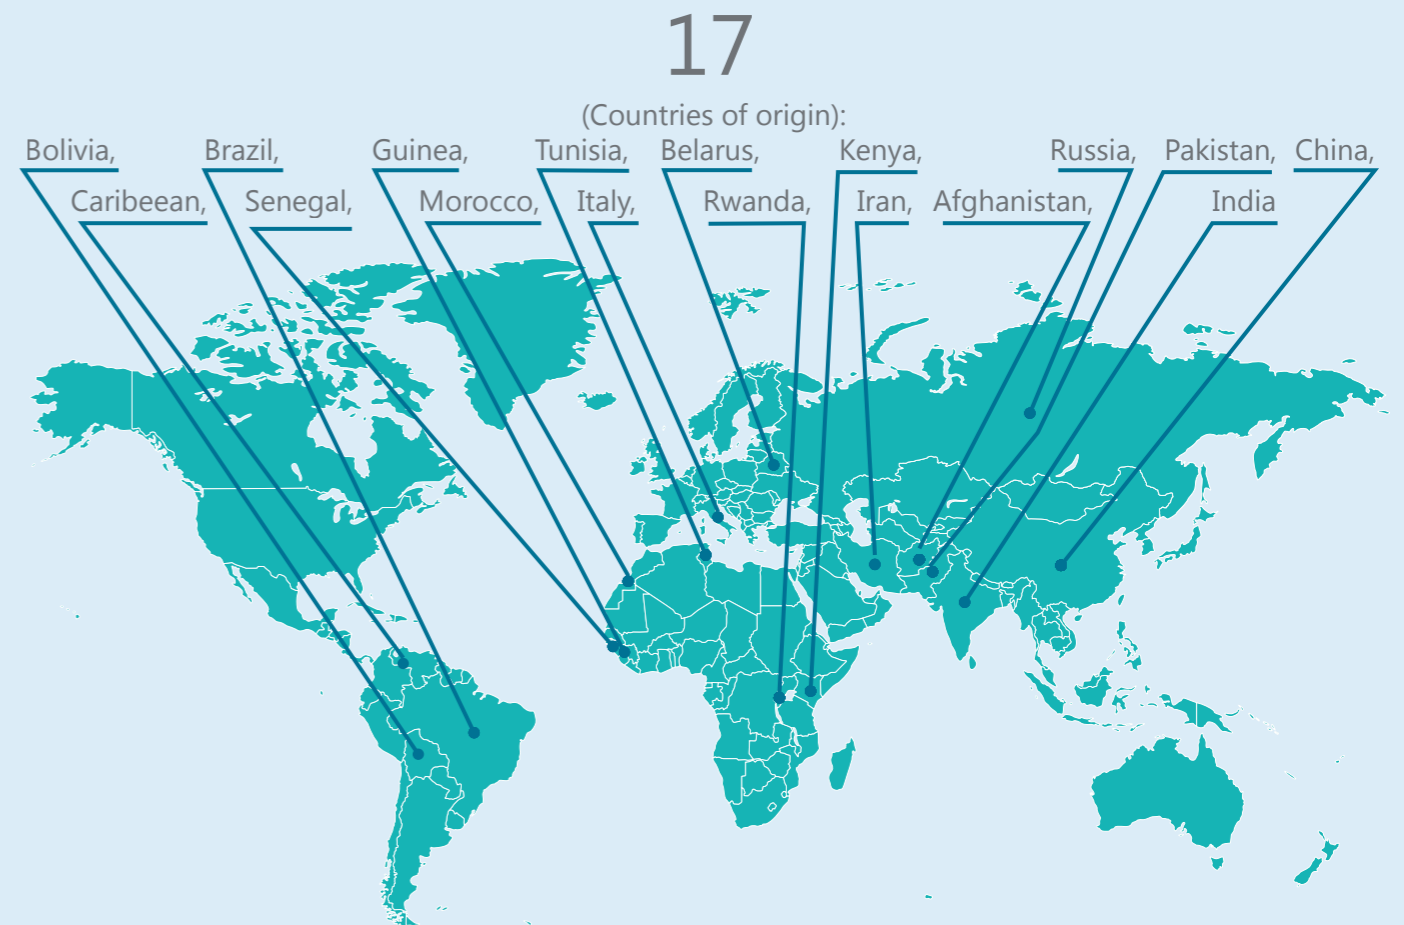 17
(Countries of origin):
Bolivia, Brazil, Guinea, Tunisia, Belarus, Kenya, Russia, Pakistan, China,
Caribeean, Senegal, Morocco, Italy, Rwanda, Iran, Afghanistan, India